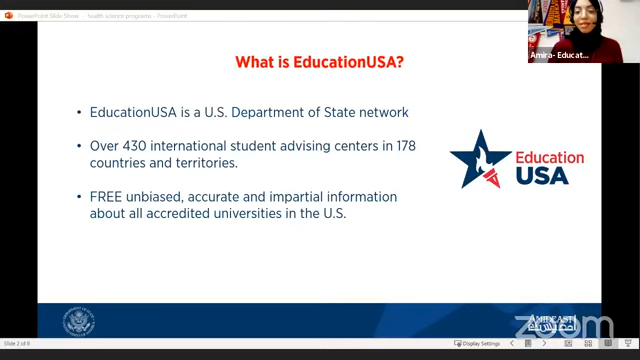 PowerPoint Slide Show - health science programs - PowerPoint
Amira- Educat...
What is EducationUSA?
• EducationUSA is a U.S. Department of State network
• Over 430 international student advising centers in 178
countries and territories.
• FREE unbiased, accurate and impartial information
about all accredited universities in the U.S.
Education
USA
AMIDEAST
أمديست
zoom
Slide 2 of 8
Display Settings